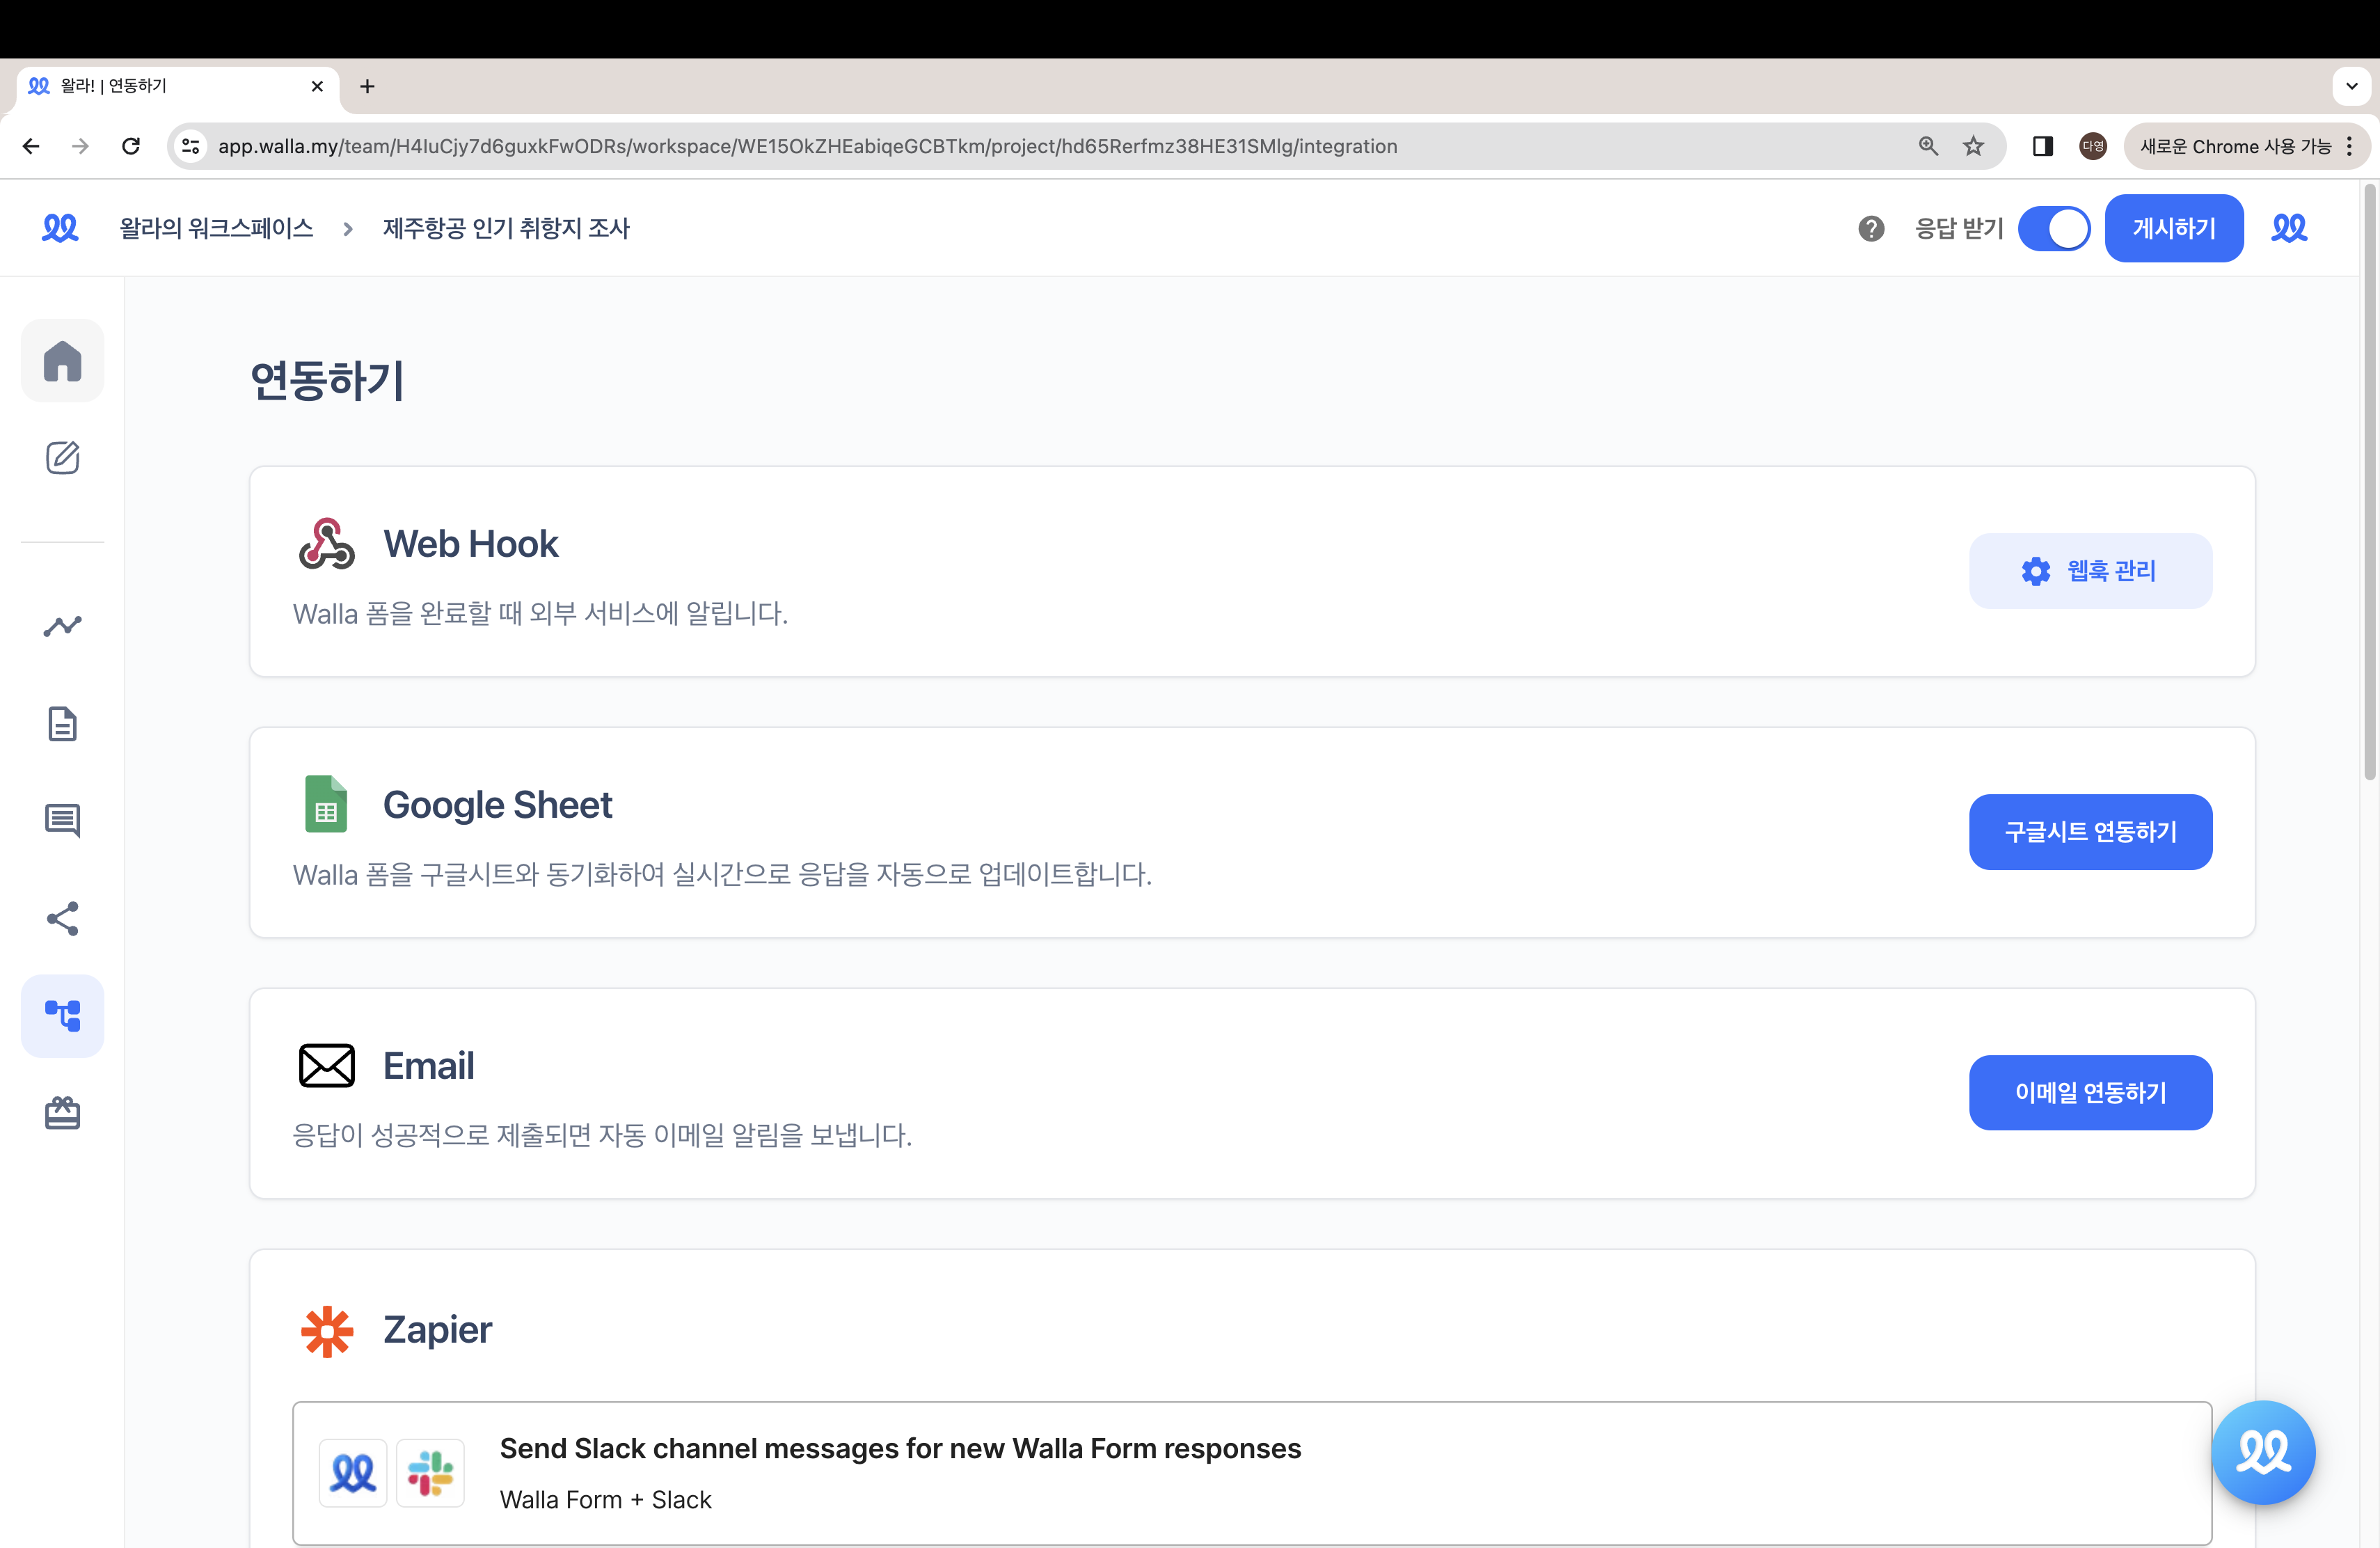 왈라! | 연동하기
app.walla.my/team/H4luCjy7d6guxkFwODRs/workspace/WE15OkZHEabiqeGCBTkm/project/hd65Rerfmz38HE31SMlg/integration
다영
새로운 Chrome 사용 가능
왈라의 워크스페이스 > 제주항공 인기 취항지 조사
응답 받기
게시하기
연동하기
Web Hook
Walla 폼을 완료할 때 외부 서비스에 알립니다.
웹훅 관리
Google Sheet
Walla 폼을 구글시트와 동기화하여 실시간으로 응답을 자동으로 업데이트합니다.
구글시트 연동하기
Email
응답이 성공적으로 제출되면 자동 이메일 알림을 보냅니다.
이메일 연동하기
Zapier
Send Slack channel messages for new Walla Form responses
Walla Form + Slack